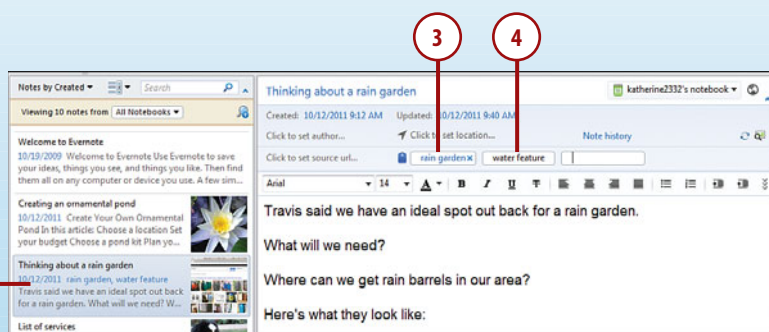 3 4
Notes by Created Search
Viewing 10 notes from All Notebooks
Welcome to Evernote
10/19/2009 Welcome to Evernote Use Evernote to save
your ideas, things you see, and things you like. Then find
them all on any computer or device you use. A few sim...
Creating an ornamental pond
10/12/2011 Create Your Own Ornamental
Pond In this article: Choose a location Set
your budget Choose a pond kit Plan yo...
Thinking about a rain garden
10/12/2011 rain garden, water feature
Travis said we have an ideal spot out back
for a rain garden. What will we need? W...
List of services
Thinking about a rain garden katherine2332's notebook
Created: 10/12/2011 9:12 AM Updated: 10/12/2011 9:40 AM
Click to set author... Click to set location... Note history
Click to set source url... rain garden x water feature
Arial 14 A B I U T
Travis said we have an ideal spot out back for a rain garden.
What will we need?
Where can we get rain barrels in our area?
Here's what they look like: